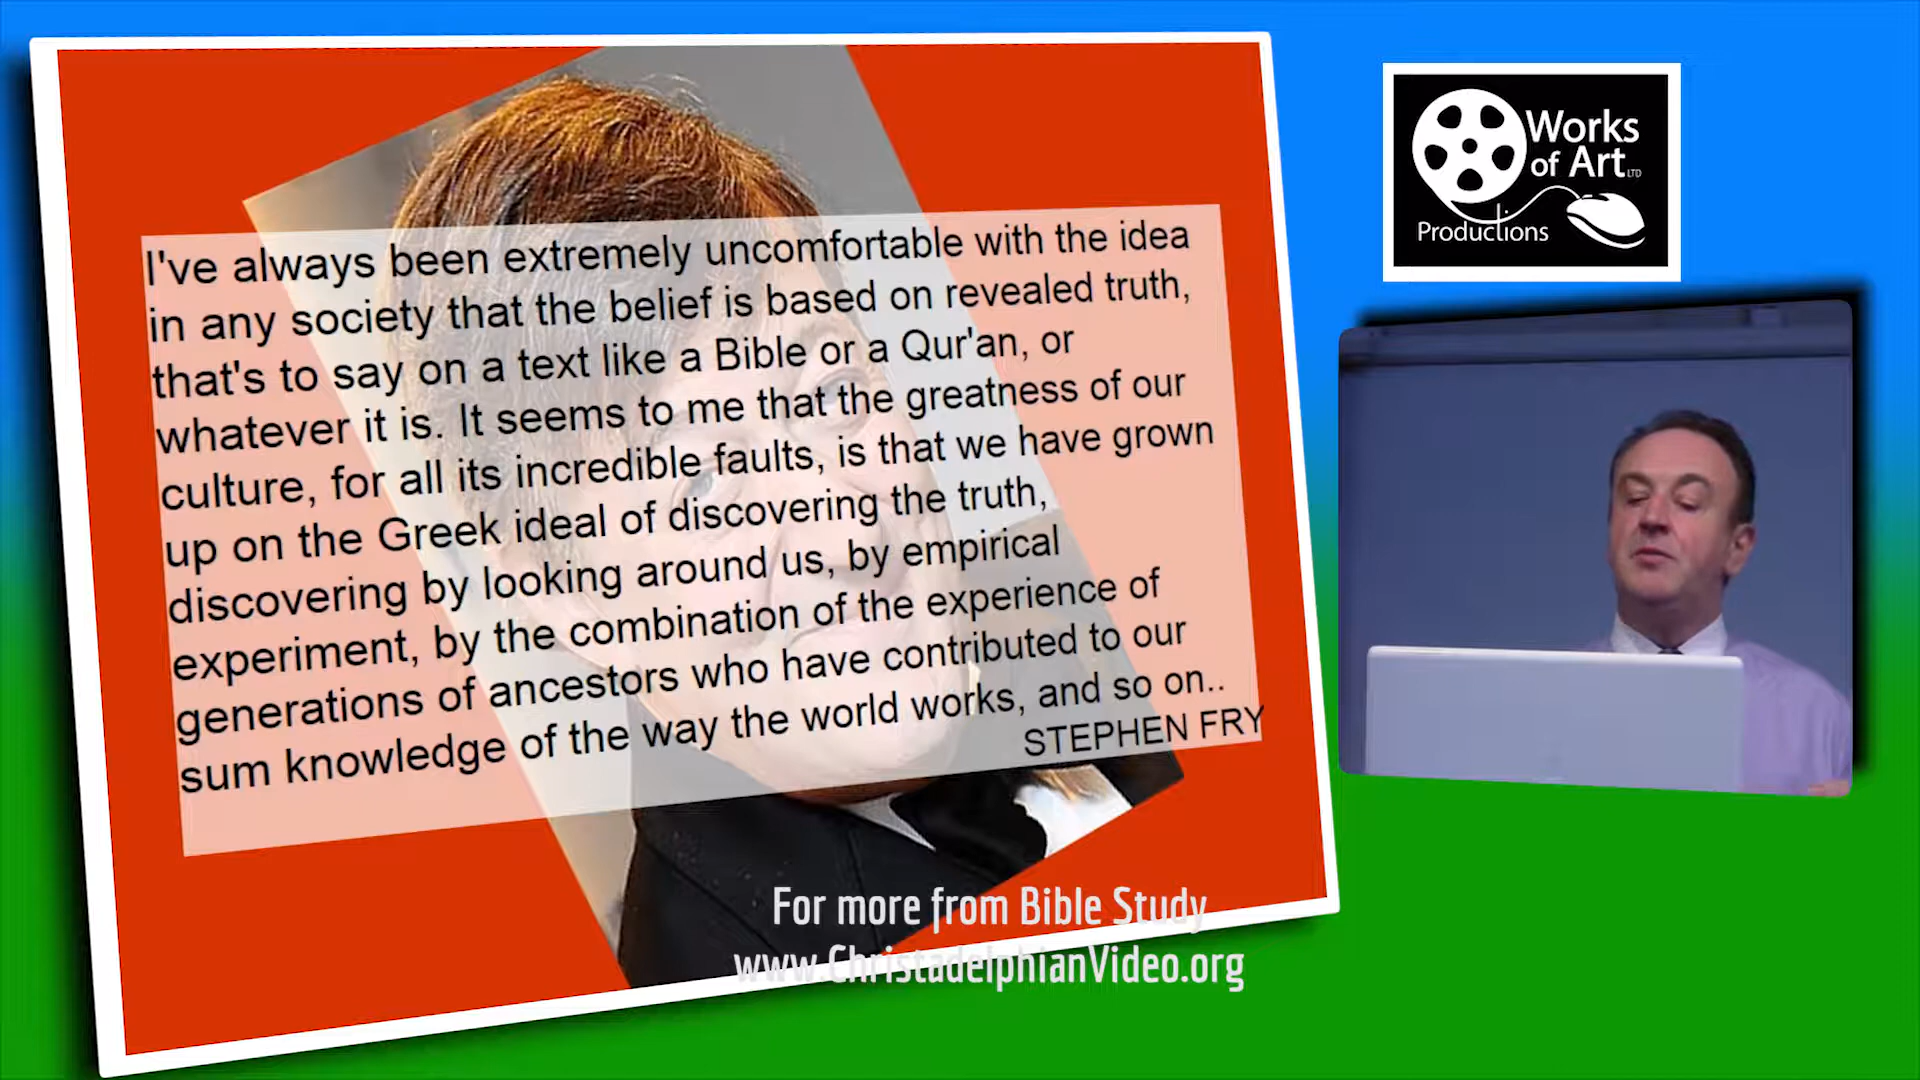 I've always been extremely uncomfortable with the idea
in any society that the belief is based on revealed truth,
that's to say on a text like a Bible or a Qur'an, or
whatever it is. It seems to me that the greatness of our
culture, for all its incredible faults, is that we have grown
up on the Greek ideal of discovering the truth,
discovering by looking around us, by empirical
experiment, by the combination of the experience of
generations of ancestors who have contributed to our
sum knowledge of the way the world works, and so on..
STEPHEN FRY
Works
of Art LTD
Productions
For more from Bible Study
www.ChristadelphianVideo.org